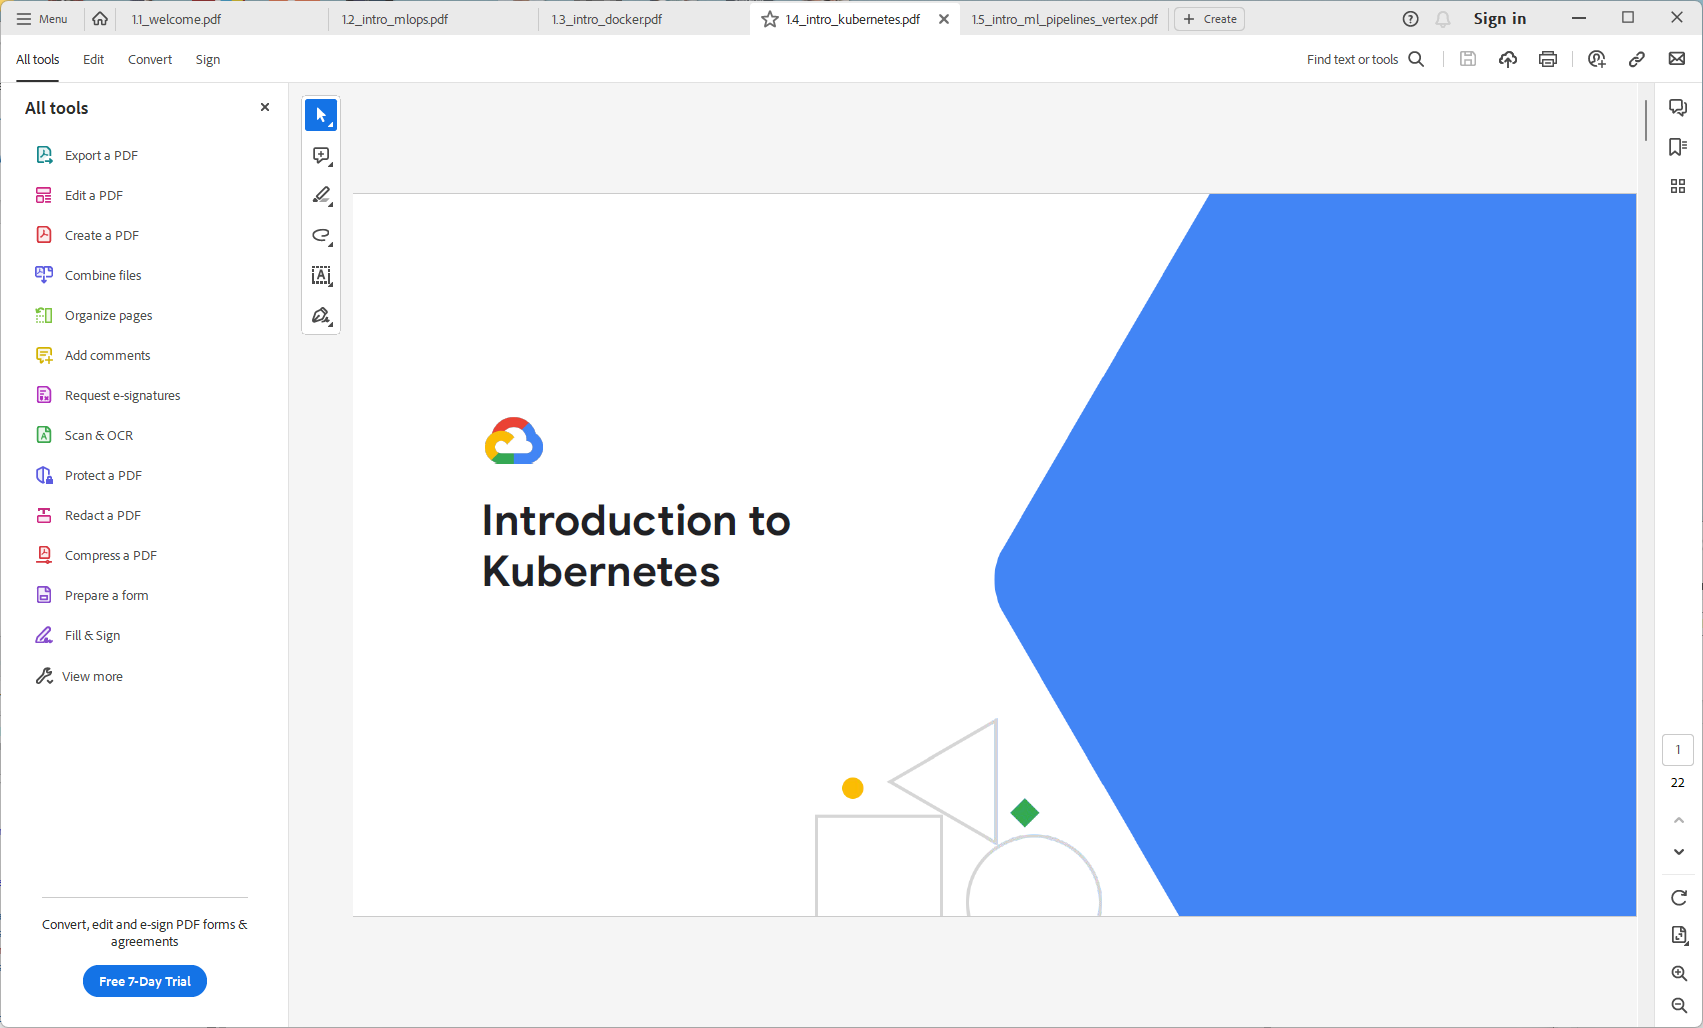 Menu
1.1_welcome.pdf
1.2_intro_mlops.pdf
1.3_intro_docker.pdf
1.4_intro_kubernetes.pdf
1.5_intro_ml_pipelines_vertex.pdf
Create
Sign in
All tools
Edit
Convert
Sign
Find text or tools
All tools
Export a PDF
Edit a PDF
Create a PDF
Combine files
Organize pages
Add comments
Request e-signatures
Scan & OCR
Protect a PDF
Redact a PDF
Compress a PDF
Prepare a form
Fill & Sign
View more
Convert, edit and e-sign PDF forms &
agreements
Free 7-Day Trial
Introduction to
Kubernetes
1
22